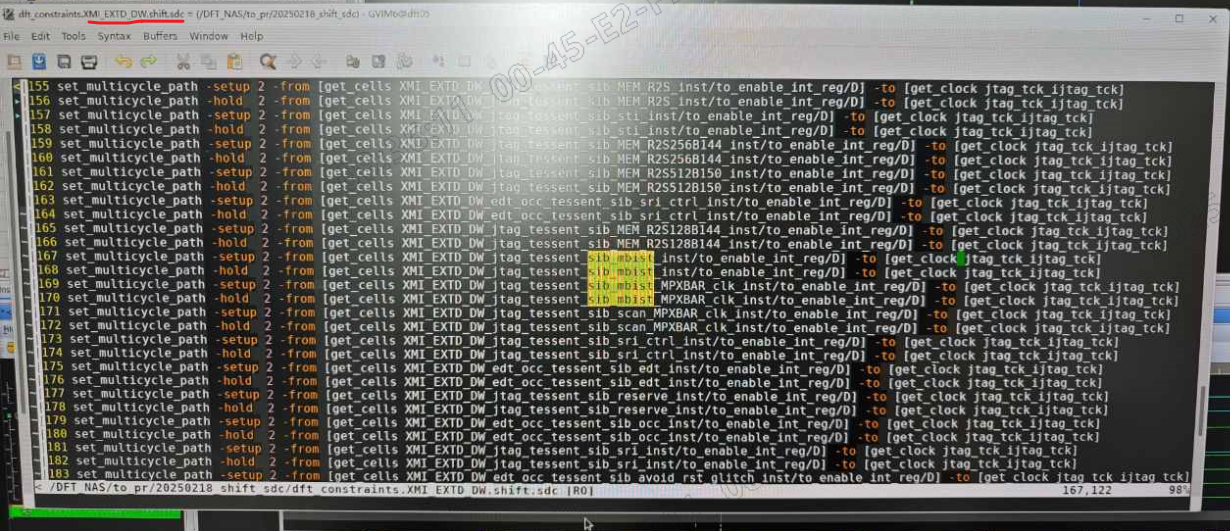 dft_constraints.XMI_EXTD_DW.shift.sdc = (/DFT_NAS/to_pr/20250218_shift_sdc) - GVIM6@dft05
File Edit Tools Syntax Buffers Window Help
155 set_multicycle_path -setup 2 -from [get_cells XMI_EXTD_DW_jtag_tessent_sib_MEM_R2S_inst/to_enable_int_reg/D] -to [get_clock jtag_tck_ijtag_tck]
156 set_multicycle_path -hold 2 -from [get_cells XMI_EXTD_DW_jtag_tessent_sib_MEM_R2S_inst/to_enable_int_reg/D] -to [get_clock jtag_tck_ijtag_tck]
157 set_multicycle_path -setup 2 -from [get_cells XMI_EXTD_DW_jtag_tessent_sib_sti_inst/to_enable_int_reg/D] -to [get_clock jtag_tck_ijtag_tck]
158 set_multicycle_path -hold 2 -from [get_cells XMI_EXTD_DW_jtag_tessent_sib_sti_inst/to_enable_int_reg/D] -to [get_clock jtag_tck_ijtag_tck]
159 set_multicycle_path -setup 2 -from [get_cells XMI_EXTD_DW_jtag_tessent_sib_MEM_R2S256B144_inst/to_enable_int_reg/D] -to [get_clock jtag_tck_ijtag_tck]
160 set_multicycle_path -hold 2 -from [get_cells XMI_EXTD_DW_jtag_tessent_sib_MEM_R2S256B144_inst/to_enable_int_reg/D] -to [get_clock jtag_tck_ijtag_tck]
161 set_multicycle_path -setup 2 -from [get_cells XMI_EXTD_DW_jtag_tessent_sib_MEM_R2S512B150_inst/to_enable_int_reg/D] -to [get_clock jtag_tck_ijtag_tck]
162 set_multicycle_path -hold 2 -from [get_cells XMI_EXTD_DW_jtag_tessent_sib_MEM_R2S512B150_inst/to_enable_int_reg/D] -to [get_clock jtag_tck_ijtag_tck]
163 set_multicycle_path -setup 2 -from [get_cells XMI_EXTD_DW_edt_occ_tessent_sib_sri_ctrl_inst/to_enable_int_reg/D] -to [get_clock jtag_tck_ijtag_tck]
164 set_multicycle_path -hold 2 -from [get_cells XMI_EXTD_DW_edt_occ_tessent_sib_sri_ctrl_inst/to_enable_int_reg/D] -to [get_clock jtag_tck_ijtag_tck]
165 set_multicycle_path -setup 2 -from [get_cells XMI_EXTD_DW_jtag_tessent_sib_MEM_R2S128B144_inst/to_enable_int_reg/D] -to [get_clock jtag_tck_ijtag_tck]
166 set_multicycle_path -hold 2 -from [get_cells XMI_EXTD_DW_jtag_tessent_sib_MEM_R2S128B144_inst/to_enable_int_reg/D] -to [get_clock jtag_tck_ijtag_tck]
167 set_multicycle_path -setup 2 -from [get_cells XMI_EXTD_DW_jtag_tessent_sib_mbist_inst/to_enable_int_reg/D] -to [get_clock jtag_tck_ijtag_tck]
168 set_multicycle_path -hold 2 -from [get_cells XMI_EXTD_DW_jtag_tessent_sib_mbist_inst/to_enable_int_reg/D] -to [get_clock jtag_tck_ijtag_tck]
169 set_multicycle_path -setup 2 -from [get_cells XMI_EXTD_DW_jtag_tessent_sib_mbist_MPXBAR_clk_inst/to_enable_int_reg/D] -to [get_clock jtag_tck_ijtag_tck]
170 set_multicycle_path -hold 2 -from [get_cells XMI_EXTD_DW_jtag_tessent_sib_mbist_MPXBAR_clk_inst/to_enable_int_reg/D] -to [get_clock jtag_tck_ijtag_tck]
171 set_multicycle_path -setup 2 -from [get_cells XMI_EXTD_DW_jtag_tessent_sib_scan_MPXBAR_clk_inst/to_enable_int_reg/D] -to [get_clock jtag_tck_ijtag_tck]
172 set_multicycle_path -hold 2 -from [get_cells XMI_EXTD_DW_jtag_tessent_sib_scan_MPXBAR_clk_inst/to_enable_int_reg/D] -to [get_clock jtag_tck_ijtag_tck]
173 set_multicycle_path -setup 2 -from [get_cells XMI_EXTD_DW_jtag_tessent_sib_sri_ctrl_inst/to_enable_int_reg/D] -to [get_clock jtag_tck_ijtag_tck]
174 set_multicycle_path -hold 2 -from [get_cells XMI_EXTD_DW_jtag_tessent_sib_sri_ctrl_inst/to_enable_int_reg/D] -to [get_clock jtag_tck_ijtag_tck]
175 set_multicycle_path -setup 2 -from [get_cells XMI_EXTD_DW_edt_occ_tessent_sib_edt_inst/to_enable_int_reg/D] -to [get_clock jtag_tck_ijtag_tck]
176 set_multicycle_path -hold 2 -from [get_cells XMI_EXTD_DW_edt_occ_tessent_sib_edt_inst/to_enable_int_reg/D] -to [get_clock jtag_tck_ijtag_tck]
177 set_multicycle_path -setup 2 -from [get_cells XMI_EXTD_DW_jtag_tessent_sib_reserve_inst/to_enable_int_reg/D] -to [get_clock jtag_tck_ijtag_tck]
178 set_multicycle_path -hold 2 -from [get_cells XMI_EXTD_DW_jtag_tessent_sib_reserve_inst/to_enable_int_reg/D] -to [get_clock jtag_tck_ijtag_tck]
179 set_multicycle_path -setup 2 -from [get_cells XMI_EXTD_DW_edt_occ_tessent_sib_occ_inst/to_enable_int_reg/D] -to [get_clock jtag_tck_ijtag_tck]
180 set_multicycle_path -hold 2 -from [get_cells XMI_EXTD_DW_edt_occ_tessent_sib_occ_inst/to_enable_int_reg/D] -to [get_clock jtag_tck_ijtag_tck]
181 set_multicycle_path -setup 2 -from [get_cells XMI_EXTD_DW_jtag_tessent_sib_sri_inst/to_enable_int_reg/D] -to [get_clock jtag_tck_ijtag_tck]
182 set_multicycle_path -hold 2 -from [get_cells XMI_EXTD_DW_jtag_tessent_sib_sri_inst/to_enable_int_reg/D] -to [get_clock jtag_tck_ijtag_tck]
183 set_multicycle_path -setup 2 -from [get_cells XMI_EXTD_DW_edt_occ_tessent_sib_avoid_rst_glitch_inst/to_enable_int_reg/D] -to [get_clock jtag_tck_ijtag_tck]
< /DFT_NAS/to_pr/20250218_shift_sdc/dft_constraints.XMI_EXTD_DW.shift.sdc [RO] 167,122 98%